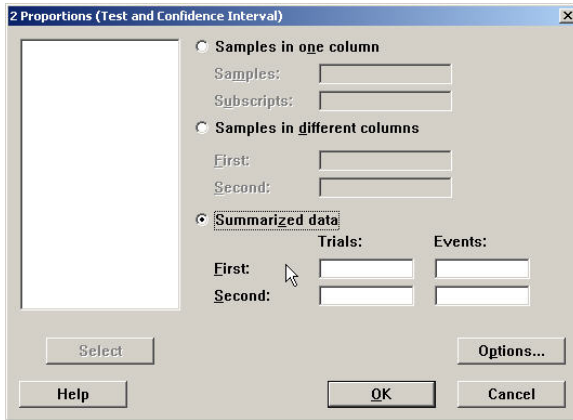 2 Proportions (Test and Confidence Interval)
Samples in one column
Samples:
Subscripts:
Samples in different columns
First:
Second:
Summarized data
Trials: Events:
First:
Second:
Select
Options...
Help
OK
Cancel